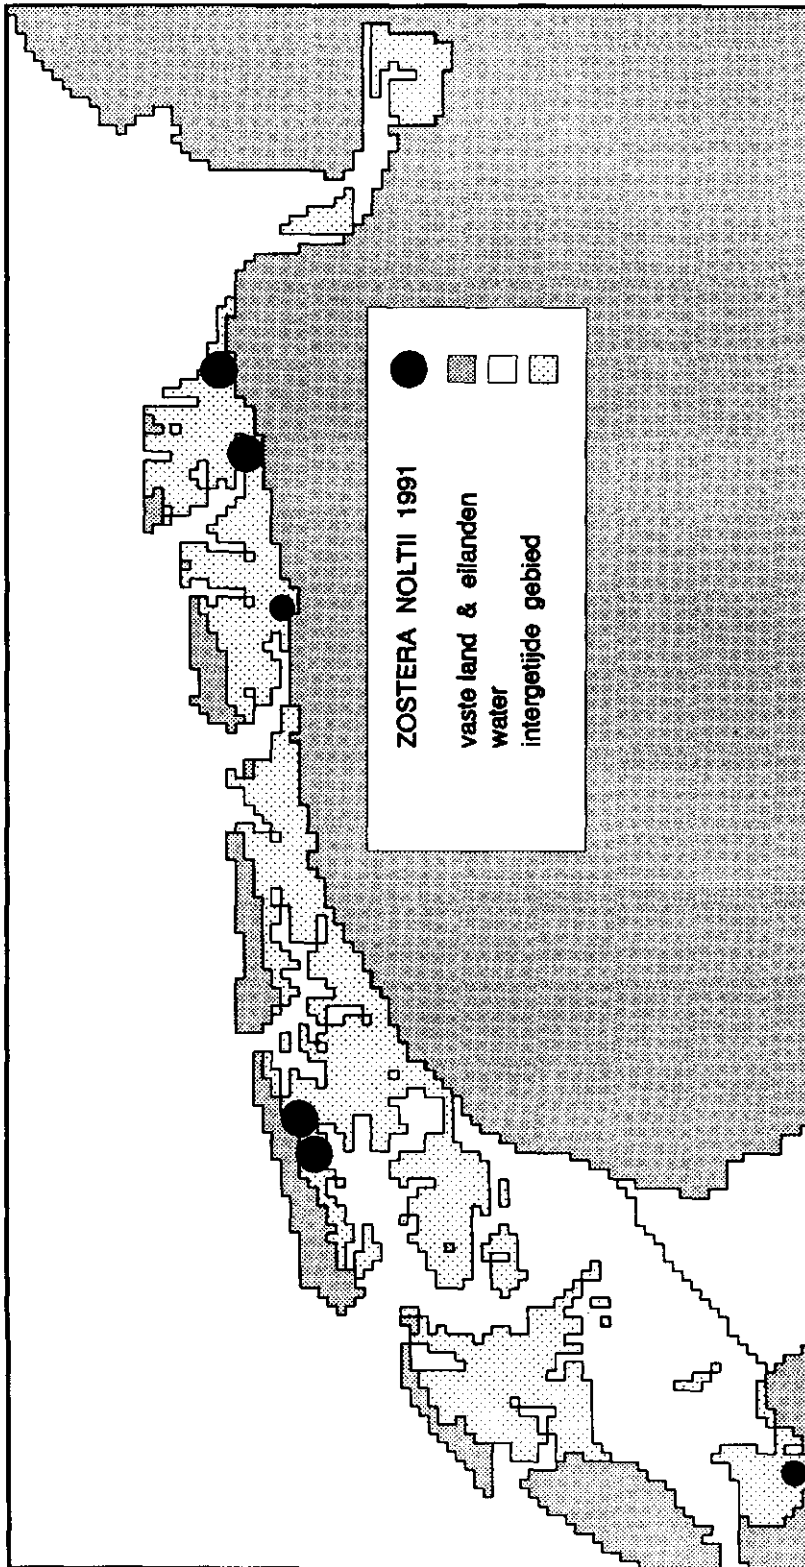 ZOSTERA NOLTII 1991
vaste land & eilanden
water
intergetijde gebied